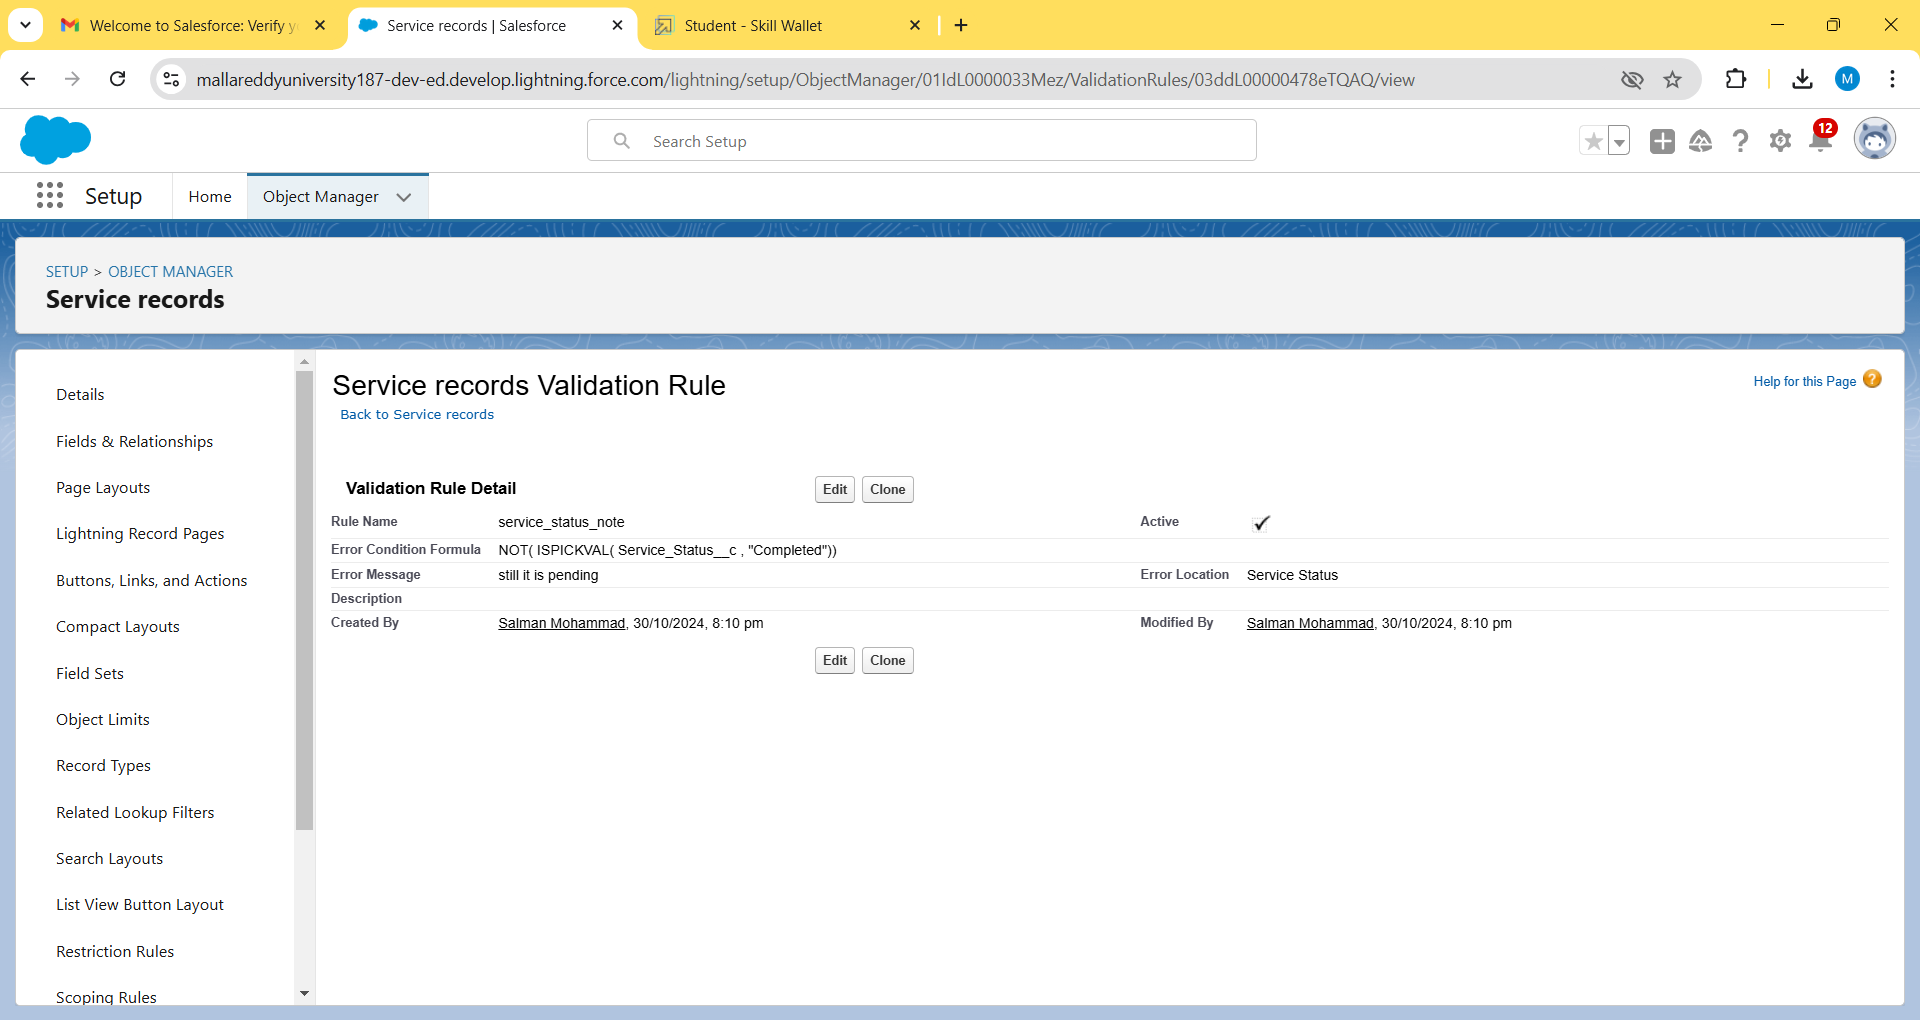 Welcome to Salesforce: Verify y
Service records | Salesforce
Student - Skill Wallet
mallareddyuniversity187-dev-ed.develop.lightning.force.com/lightning/setup/ObjectManager/01IdL0000033Mez/ValidationRules/03ddL00000478eTQAQ/view
M
Search Setup
12
Setup
Home
Object Manager
SETUP > OBJECT MANAGER
Service records
Details
Fields & Relationships
Page Layouts
Lightning Record Pages
Buttons, Links, and Actions
Compact Layouts
Field Sets
Object Limits
Record Types
Related Lookup Filters
Search Layouts
List View Button Layout
Restriction Rules
Scoping Rules
Service records Validation Rule
Help for this Page
Back to Service records
Validation Rule Detail
Edit Clone
Rule Name service_status_note Active
Error Condition Formula NOT( ISPICKVAL( Service_Status__c , "Completed"))
Error Message still it is pending Error Location Service Status
Description
Created By Salman Mohammad, 30/10/2024, 8:10 pm Modified By Salman Mohammad, 30/10/2024, 8:10 pm
Edit Clone